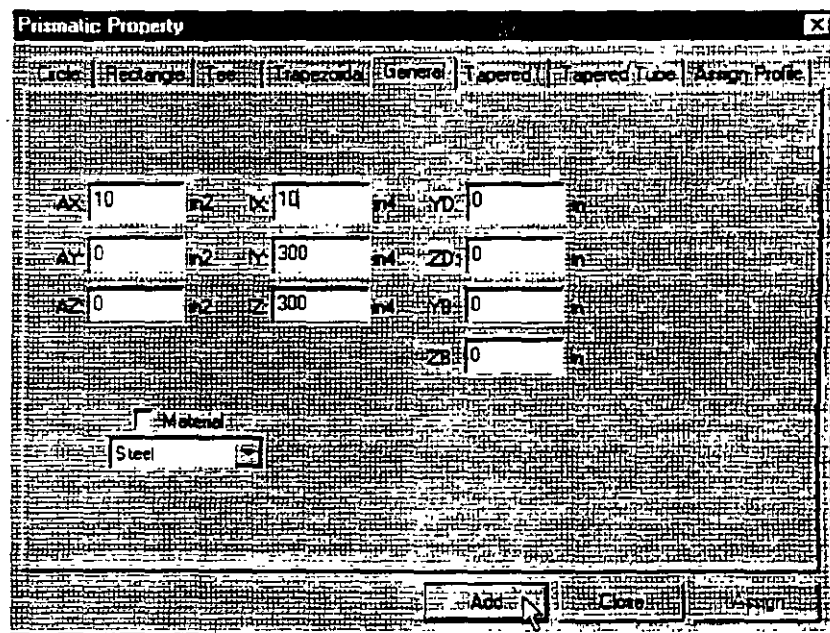 Prismatic Property
Circle Rectangle Tee Trapezoidal General Tapered I Tapered Tube Assign Profile
AX: 10 in2 IX: 10 in4 YD: 0 in
AY: 0 in2 IY: 300 in4 ZD: 0 in
AZ: 0 in2 IZ: 300 in4 YB: 0 in
ZB: 0 in
Material
Steel
Add Close Assign